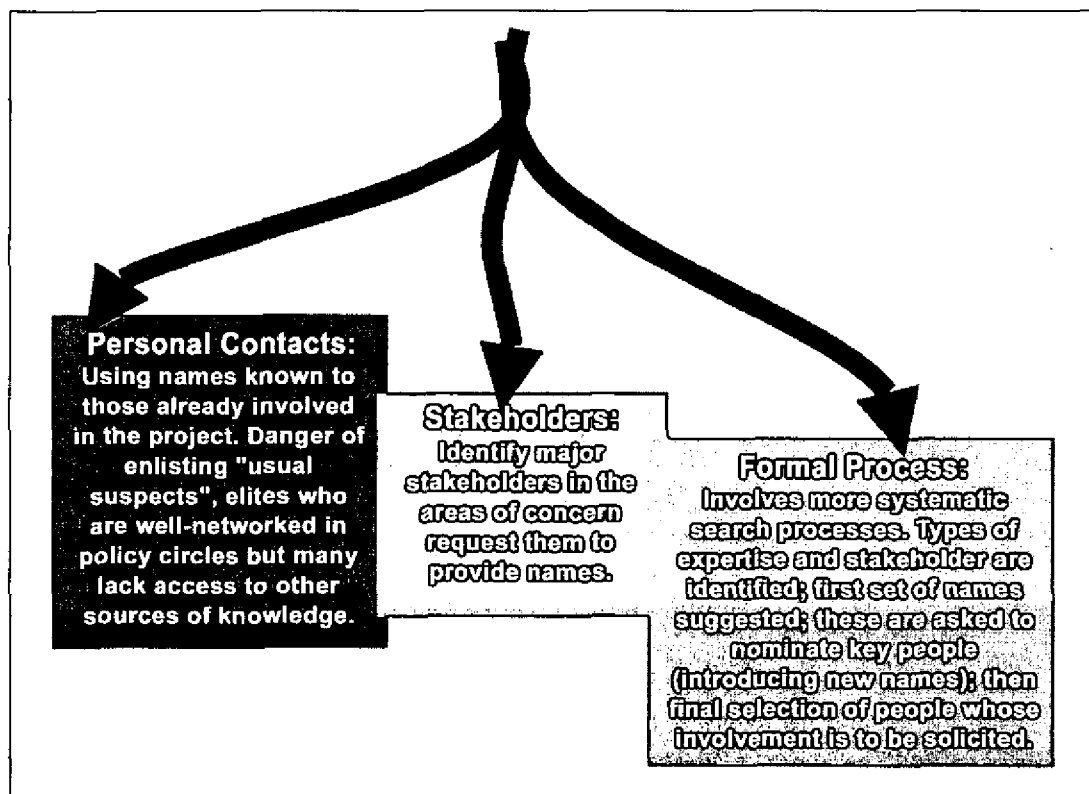 Personal Contacts:
Using names known to
those already involved
in the project. Danger of
enlisting "usual
suspects", elites who
are well-networked in
policy circles but many
lack access to other
sources of knowledge.
Stakeholders:
Identify major
stakeholders in the
areas of concern
request them to
provide names.
Formal Process:
Involves more systematic
search processes. Types of
expertise and stakeholder are
identified; first set of names
suggested; these are asked to
nominate key people
(introducing new names); then
final selection of people whose
involvement is to be solicited.